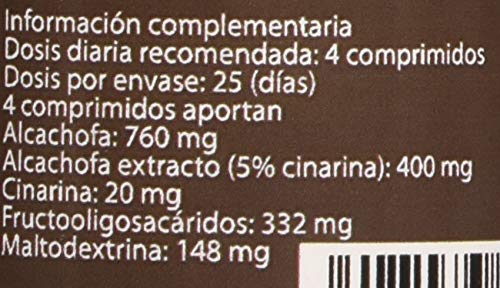 Información complementaria
Dosis diaria recomendada: 4 comprimidos
Dosis por envase: 25 (días)
4 comprimidos aportan
Alcachofa: 760 mg
Alcachofa extracto (5% cinarina): 400 mg
Cinarina: 20 mg
Fructooligosacáridos: 332 mg
Maltodextrina: 148 mg